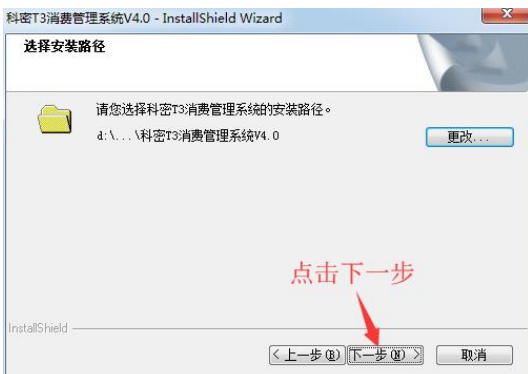 科密T3消费管理系统V4.0 - InstallShield Wizard
选择安装路径
请您选择科密T3消费管理系统的安装路径。
d:\...\科密T3消费管理系统V4.0
更改...
点击下一步
InstallShield
<上一步(B) 下一步(N)> 取消